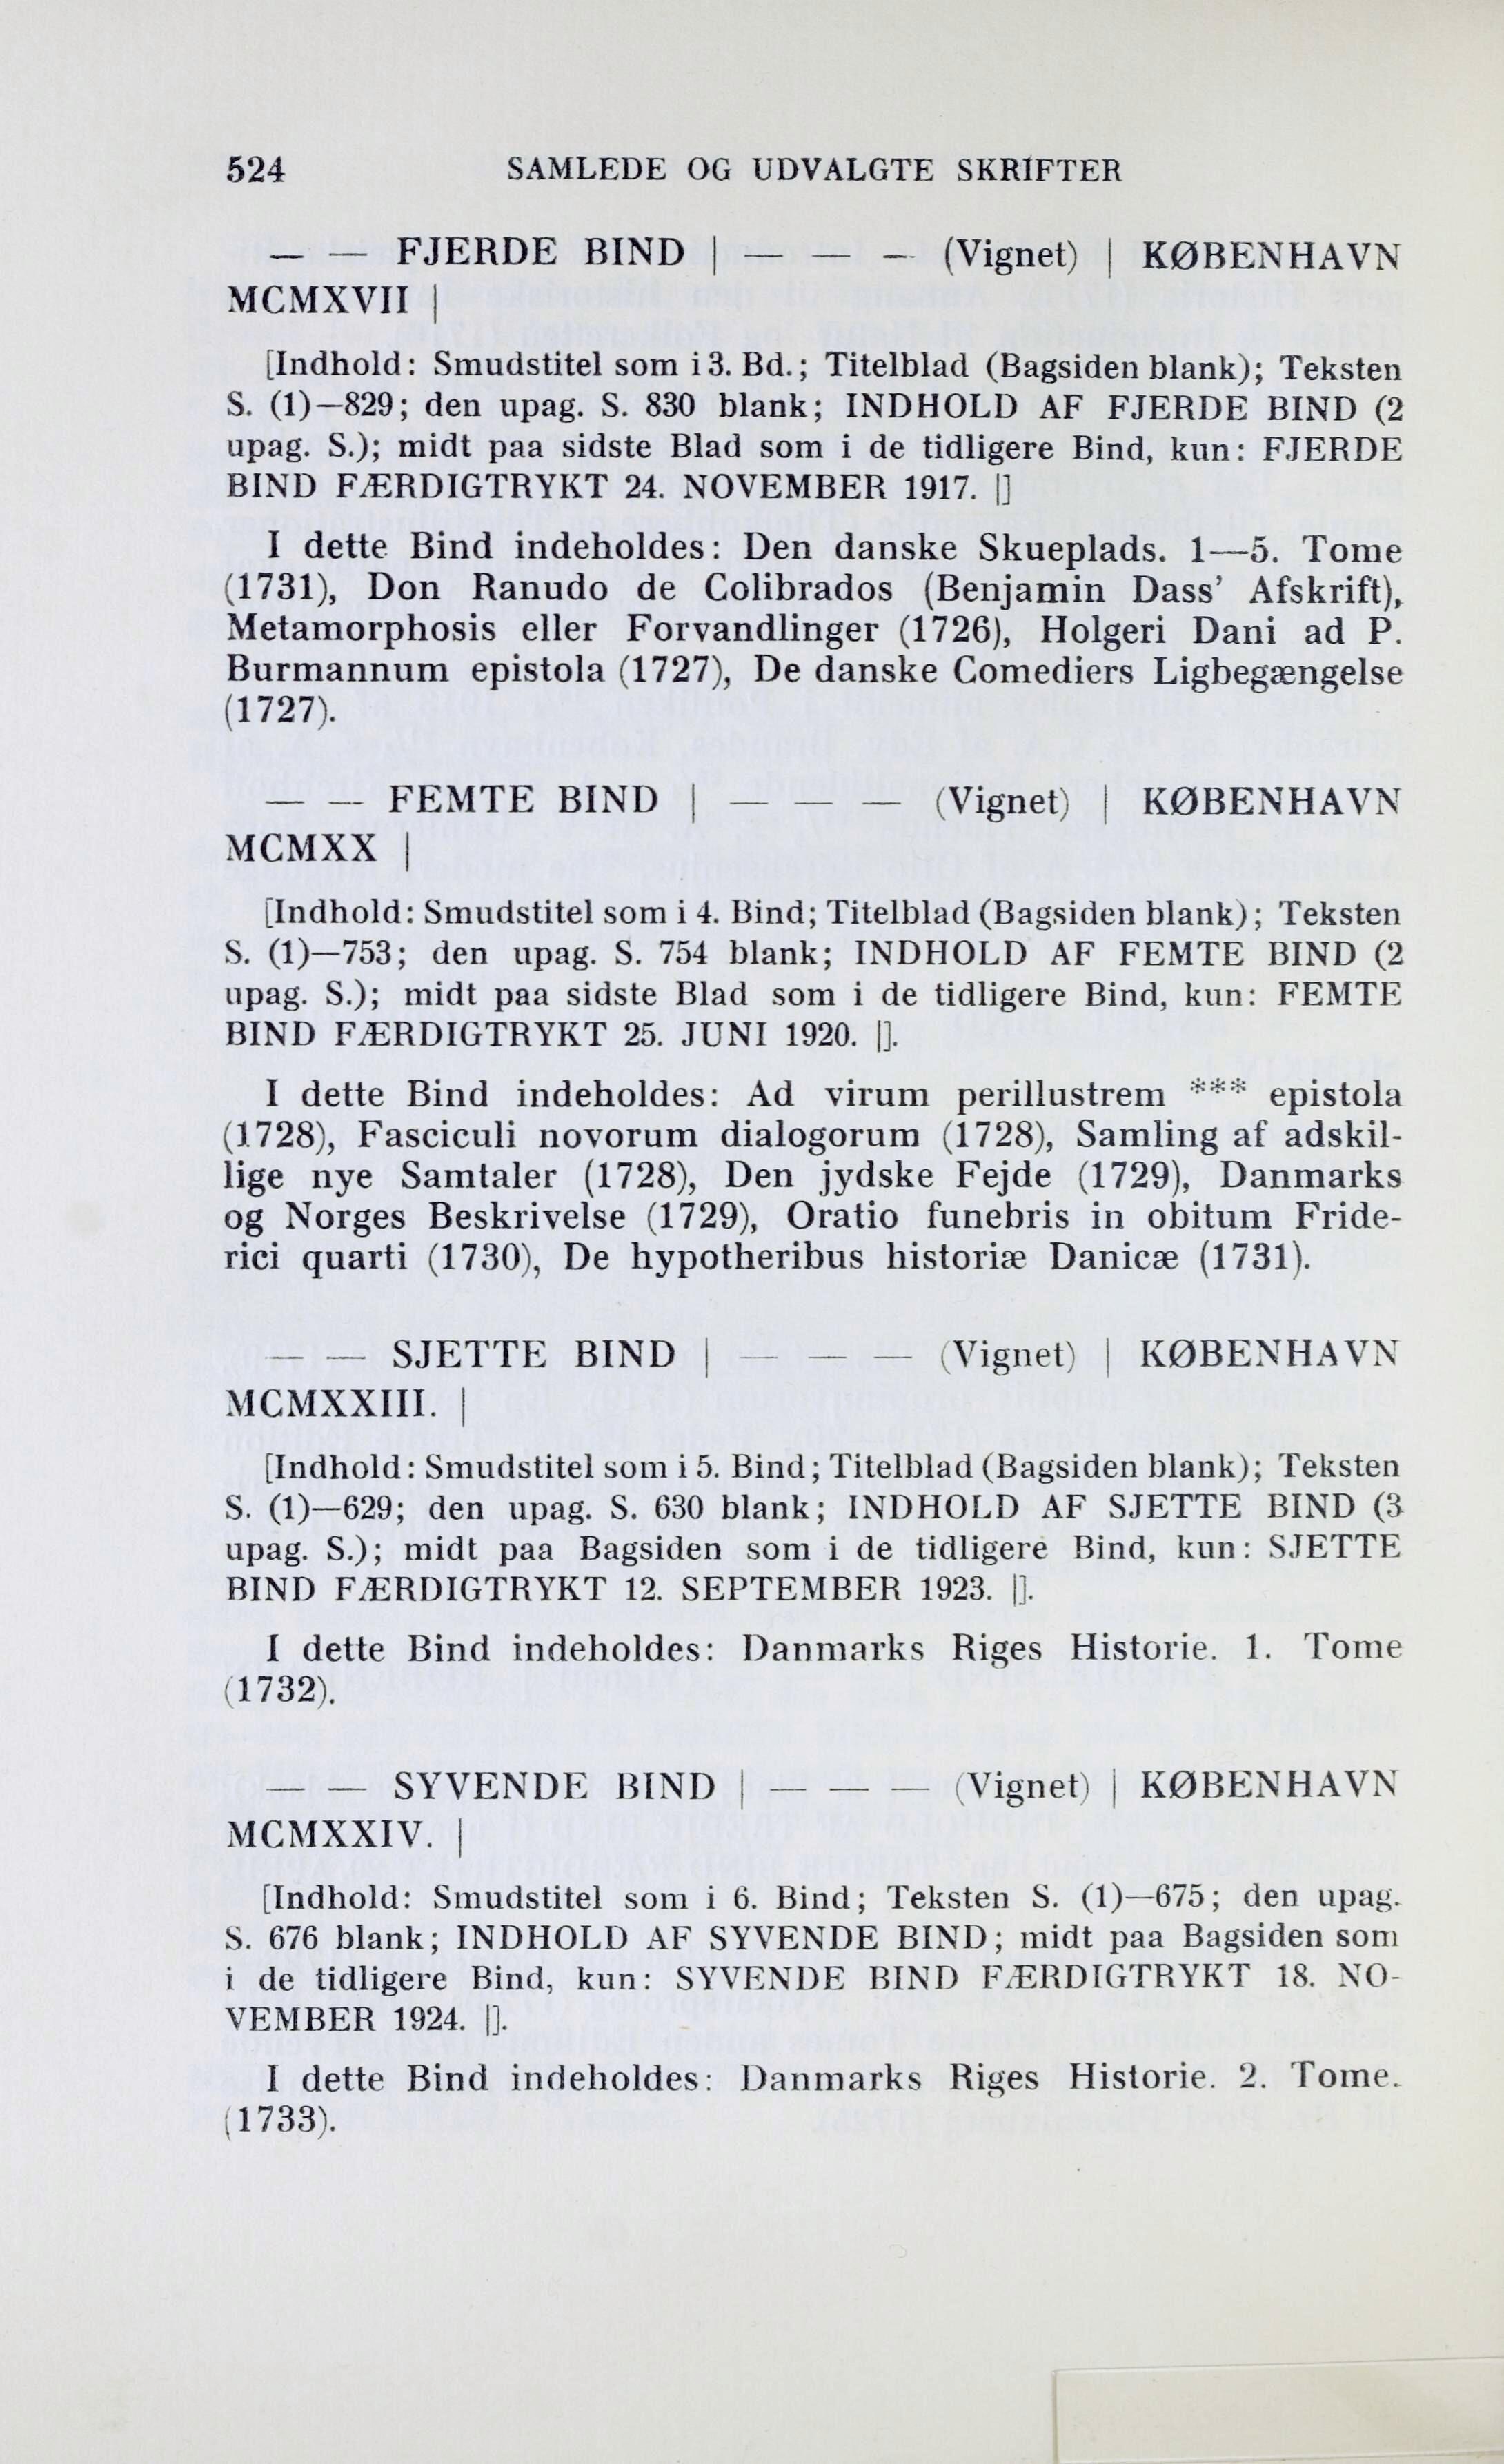 524 SAMLEDE OG UDVALGTE SKRIFTER
— — FJERDE BIND | — — — (Vignet) | KØBENHAVN
MCMXVII |
[Indhold: Smudstitel som i 3. Bd.; Titelblad (Bagsiden blank); Teksten
S. (1)—829; den upag. S. 830 blank; INDHOLD AF FJERDE BIND (2
upag. S.); midt paa sidste Blad som i de tidligere Bind, kun: FJERDE
BIND FÆRDIGTRYKT 24. NOVEMBER 1917. |]
I dette Bind indeholdes: Den danske Skueplads. 1—5. Tome
(1731), Don Ranudo de Colibrados (Benjamin Dass' Afskrift),
Metamorphosis eller Forvandlinger (1726), Holgeri Dani ad P.
Burmannum epistola (1727), De danske Comediers Ligbegængelse
(1727).
— — FEMTE BIND | — — — (Vignet) | KØBENHAVN
MCMXX |
[Indhold: Smudstitel som i 4. Bind; Titelblad (Bagsiden blank); Teksten
S. (1)—753; den upag. S. 754 blank; INDHOLD AF FEMTE BIND (2
upag. S.); midt paa sidste Blad som i de tidligere Bind, kun: FEMTE
BIND FÆRDIGTRYKT 25. JUNI 1920. |].
I dette Bind indeholdes: Ad virum perillustrem *** epistola
(1728), Fasciculi novorum dialogorum (1728), Samling af adskil-
lige nye Samtaler (1728), Den jydske Fejde (1729), Danmarks
og Norges Beskrivelse (1729), Oratio funebris in obitum Fride-
rici quarti (1730), De hypotheribus historiæ Danicæ (1731).
— — SJETTE BIND | — — — (Vignet) | KØBENHAVN
MCMXXIII. |
[Indhold: Smudstitel som i 5. Bind; Titelblad (Bagsiden blank); Teksten
S. (1)—629; den upag. S. 630 blank; INDHOLD AF SJETTE BIND (3
upag. S.); midt paa Bagsiden som i de tidligere Bind, kun: SJETTE
BIND FÆRDIGTRYKT 12. SEPTEMBER 1923. |].
I dette Bind indeholdes: Danmarks Riges Historie. 1. Tome
(1732).
— — SYVENDE BIND | — — — (Vignet) | KØBENHAVN
MCMXXIV. |
[Indhold: Smudstitel som i 6. Bind; Teksten S. (1)—675; den upag.
S. 676 blank; INDHOLD AF SYVENDE BIND; midt paa Bagsiden som
i de tidligere Bind, kun: SYVENDE BIND FÆRDIGTRYKT 18. NO-
VEMBER 1924. |].
I dette Bind indeholdes: Danmarks Riges Historie. 2. Tome.
(1733).